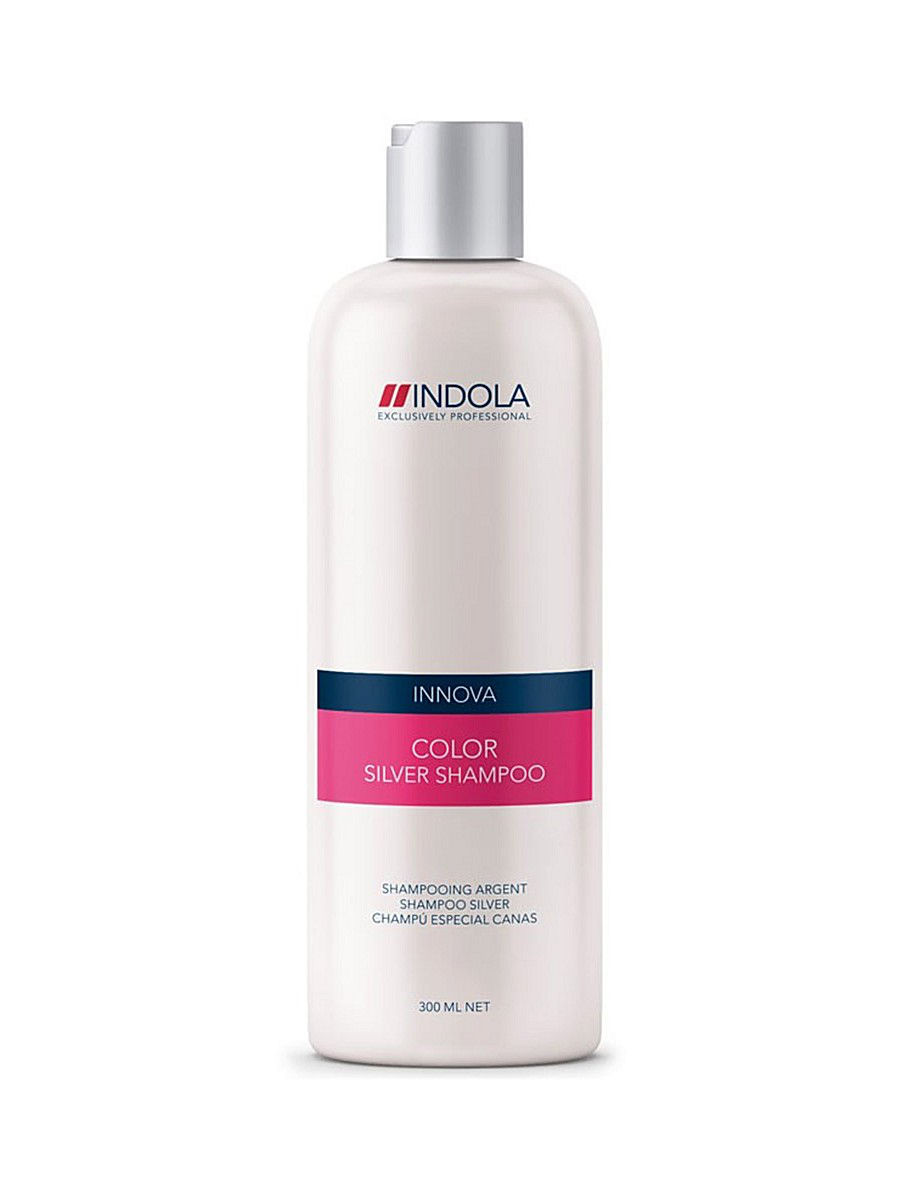 INDOLA
EXCLUSIVELY PROFESSIONAL
INNOVA
COLOR
SILVER SHAMPOO
SHAMPOOING ARGENT
SHAMPOO SILVER
CHAMPÚ ESPECIAL CANAS
300 ML NET